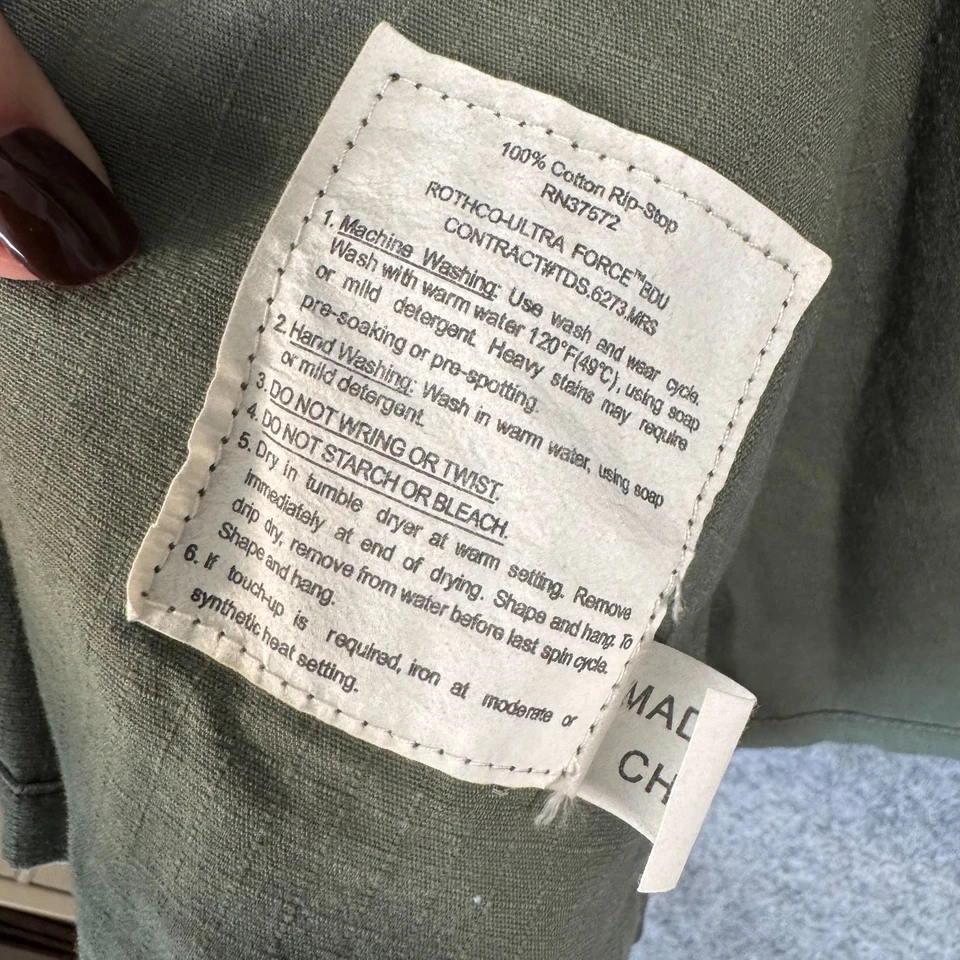 100% Cotton Rip-Stop
RN37572
ROTHCO-ULTRA FORCE™BDU
CONTRACT#TDS.6273.MRS
1. Machine Washing: Use wash and wear cycle.
Wash with warm water 120°F(49°C), using soap
or mild detergent. Heavy stains may require
pre-soaking or pre-spotting.
2. Hand Washing: Wash in warm water, using soap
or mild detergent.
3. DO NOT WRING OR TWIST.
4. DO NOT STARCH OR BLEACH.
5. Dry in tumble dryer at warm setting. Remove
immediately at end of drying. Shape and hang. To
drip dry, remove from water before last spin cycle.
Shape and hang.
6. If touch-up is required, iron at moderate or
synthetic heat setting.
MAD
CH